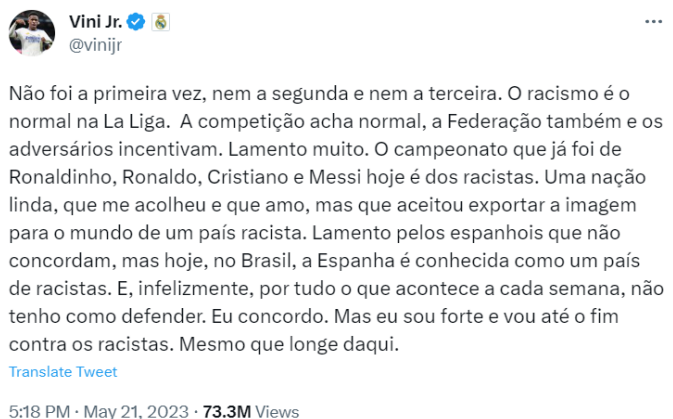 Vini Jr.
@vinijr
Não foi a primeira vez, nem a segunda e nem a terceira. O racismo é o
normal na La Liga. A competição acha normal, a Federação também e os
adversários incentivam. Lamento muito. O campeonato que já foi de
Ronaldinho, Ronaldo, Cristiano e Messi hoje é dos racistas. Uma nação
linda, que me acolheu e que amo, mas que aceitou exportar a imagem
para o mundo de um país racista. Lamento pelos espanhois que não
concordam, mas hoje, no Brasil, a Espanha é conhecida como um país
de racistas. E, infelizmente, por tudo o que acontece a cada semana, não
tenho como defender. Eu concordo. Mas eu sou forte e vou até o fim
contra os racistas. Mesmo que longe daqui.
Translate Tweet
5:18 PM · May 21, 2023 · 73.3M Views